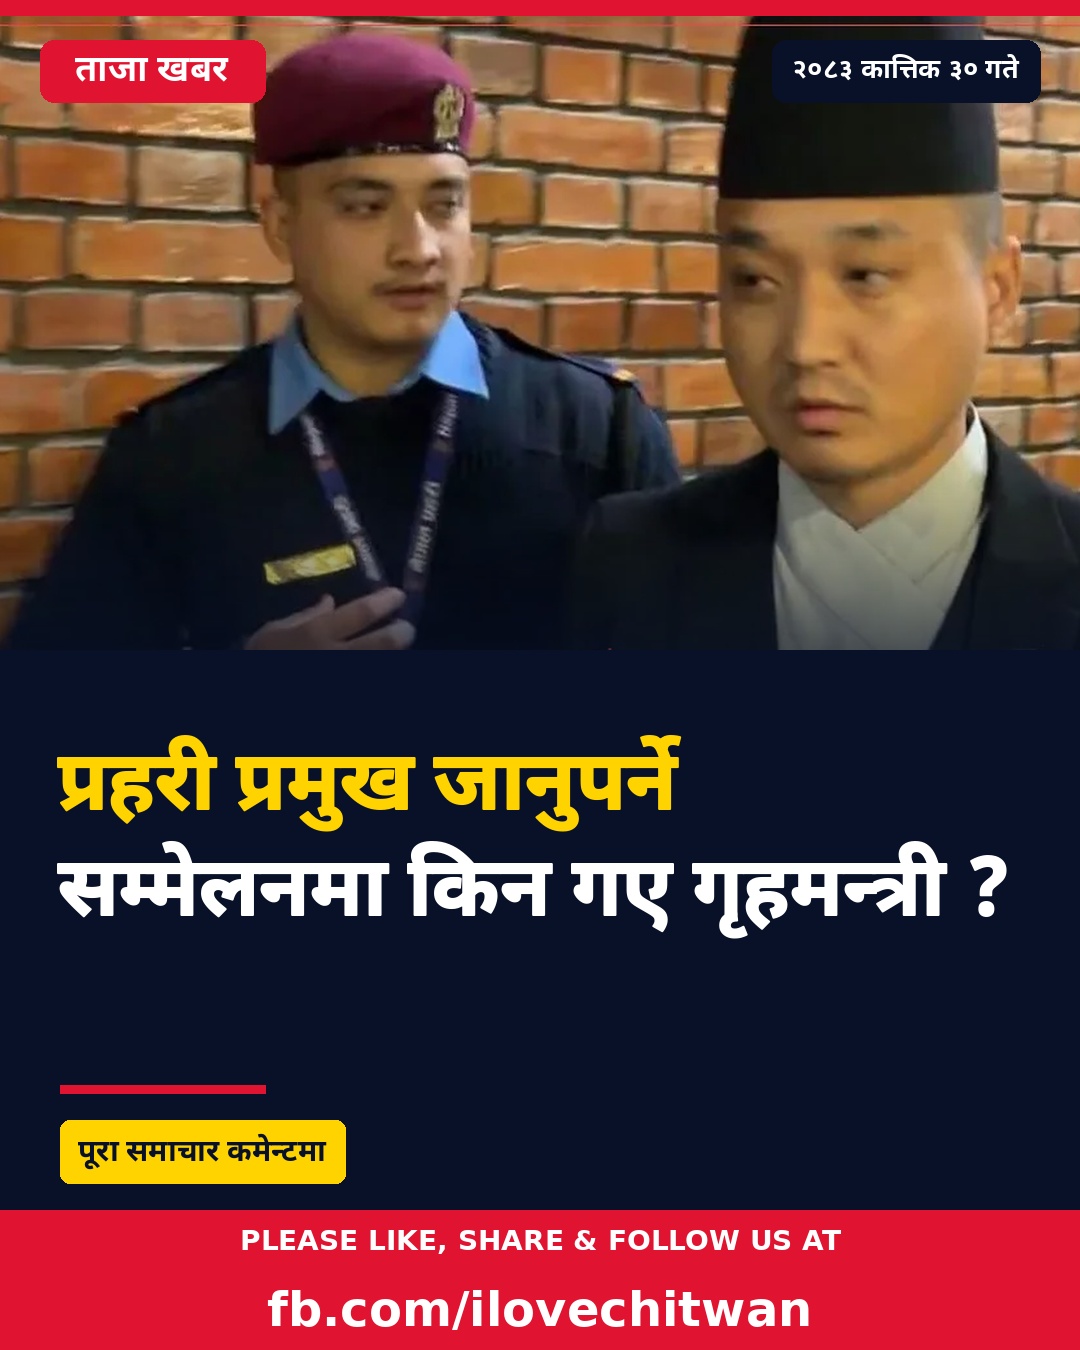 ताजा खबर
२०८३ कात्तिक ३० गते
प्रहरी प्रमुख जानुपर्ने
सम्मेलनमा किन गए गृहमन्त्री ?
पूरा समाचार कमेन्टमा
PLEASE LIKE, SHARE & FOLLOW US AT
fb.com/ilovechitwan